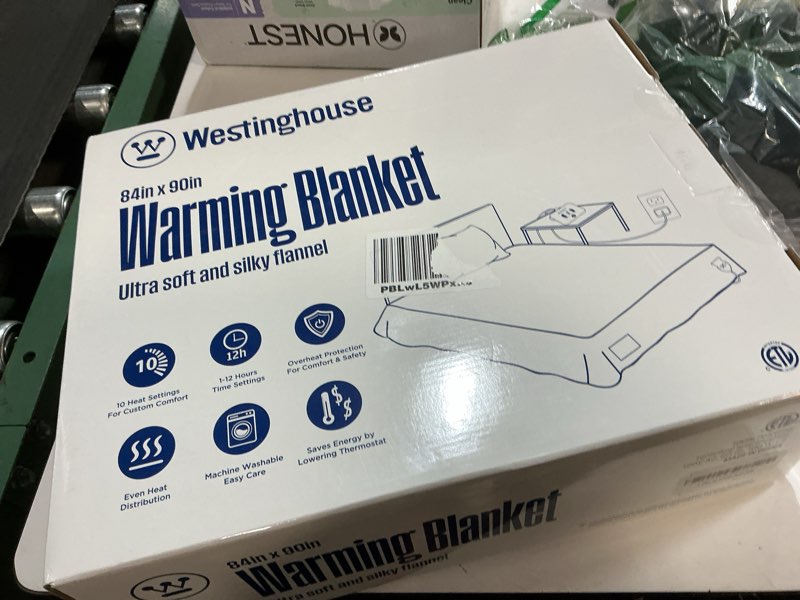 HONEST
Clean
N
Westinghouse
84in x 90in
Warming Blanket
Ultra soft and silky flannel
10
10 Heat Settings
For Custom Comfort
12h
1-12 Hours
Time Settings
Overheat Protection
For Comfort & Safety
Even Heat
Distribution
Machine Washable
Easy Care
$
$
Saves Energy by
Lowering Thermostat
ETL
84in x 90in
Warming Blanket
Ultra soft and silky flannel